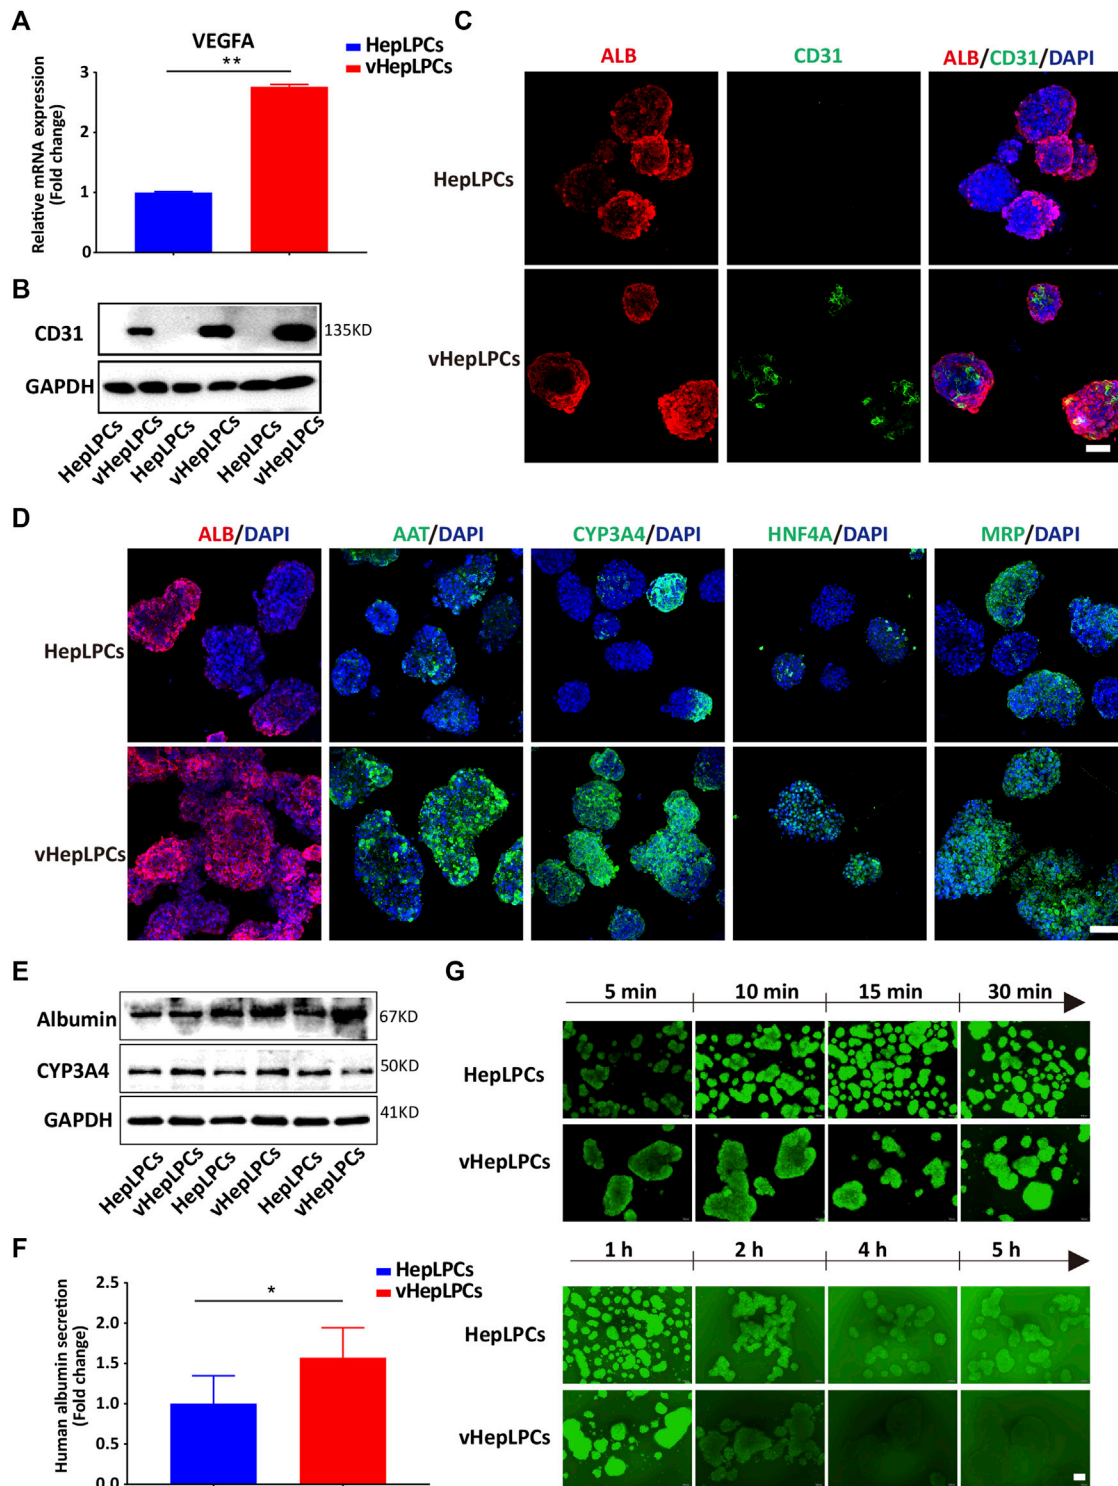 A
VEGFA
HepLPCs
vHepLPCs
**
Relative mRNA expression
(Fold change)
3
2
1
0
B
CD31
135KD
GAPDH
HepLPCs
vHepLPCs
HepLPCs
vHepLPCs
HepLPCs
vHepLPCs
C
ALB
CD31
ALB/CD31/DAPI
HepLPCs
vHepLPCs
D
ALB/DAPI
AAT/DAPI
CYP3A4/DAPI
HNF4A/DAPI
MRP/DAPI
HepLPCs
vHepLPCs
E
Albumin
67KD
CYP3A4
50KD
GAPDH
41KD
HepLPCs
vHepLPCs
HepLPCs
vHepLPCs
HepLPCs
vHepLPCs
F
HepLPCs
vHepLPCs
*
Human albumin secretion
(Fold change)
2.5
2.0
1.5
1.0
0.5
0.0
G
5 min 10 min 15 min 30 min
HepLPCs
vHepLPCs
1 h 2 h 4 h 5 h
HepLPCs
vHepLPCs